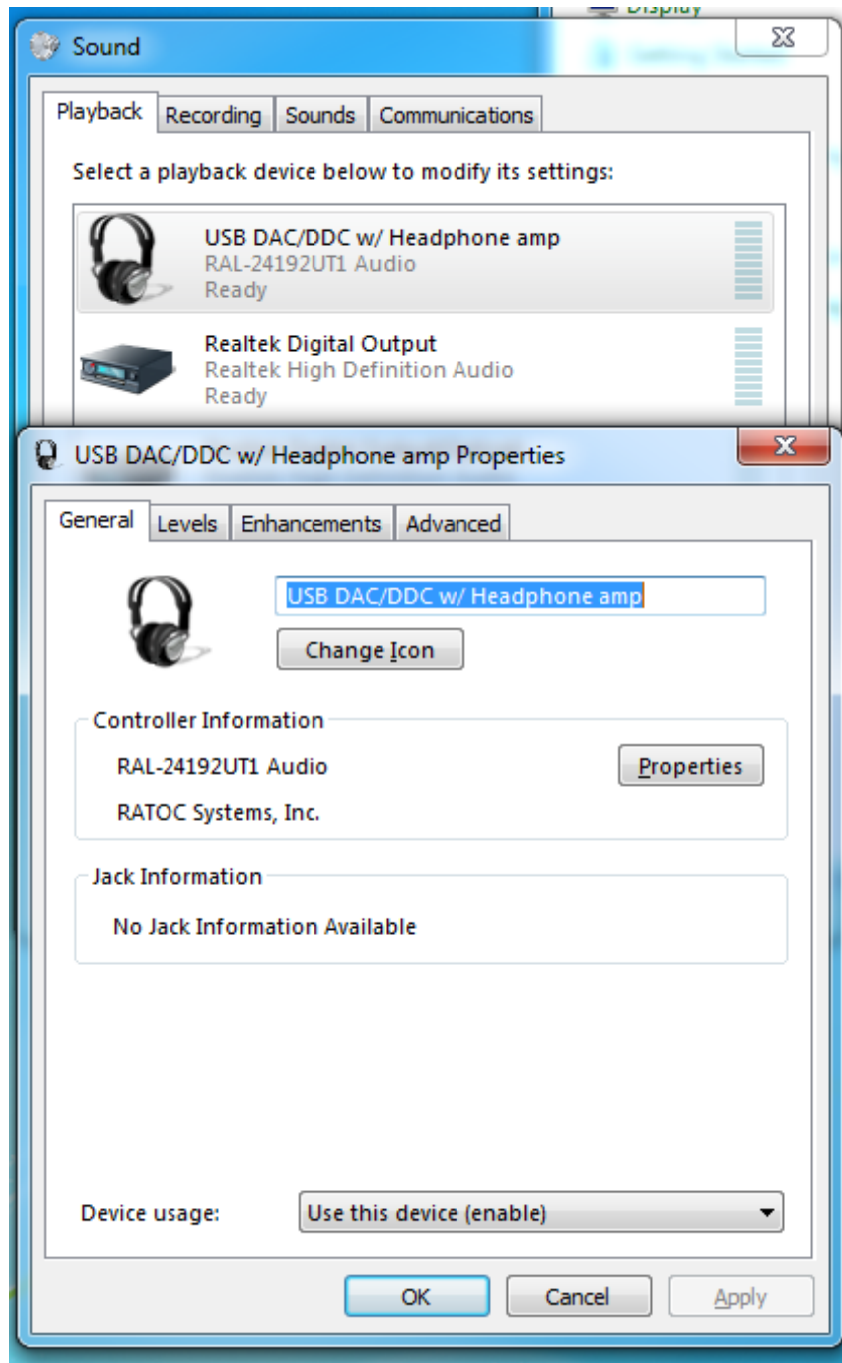 Display
Sound
Playback Recording Sounds Communications
Select a playback device below to modify its settings:
USB DAC/DDC w/ Headphone amp
RAL-24192UT1 Audio
Ready
Realtek Digital Output
Realtek High Definition Audio
Ready
USB DAC/DDC w/ Headphone amp Properties
General Levels Enhancements Advanced
USB DAC/DDC w/ Headphone amp
Change Icon
Controller Information
RAL-24192UT1 Audio Properties
RATOC Systems, Inc.
Jack Information
No Jack Information Available
Device usage: Use this device (enable)
OK Cancel Apply